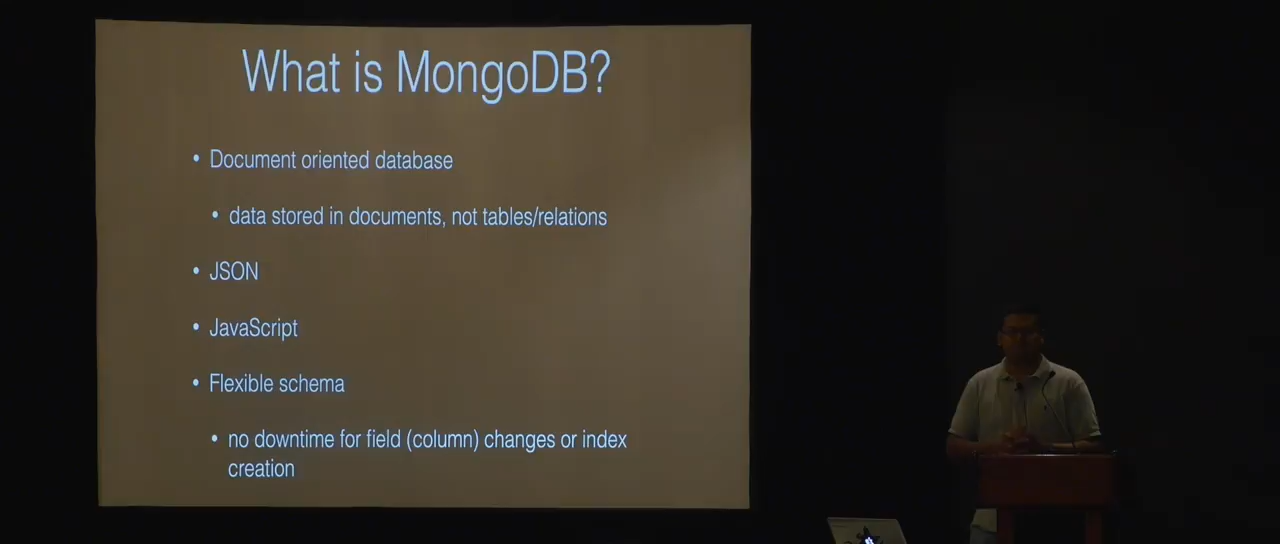 What is MongoDB?
• Document oriented database
• data stored in documents, not tables/relations
• JSON
• JavaScript
• Flexible schema
• no downtime for field (column) changes or index
creation